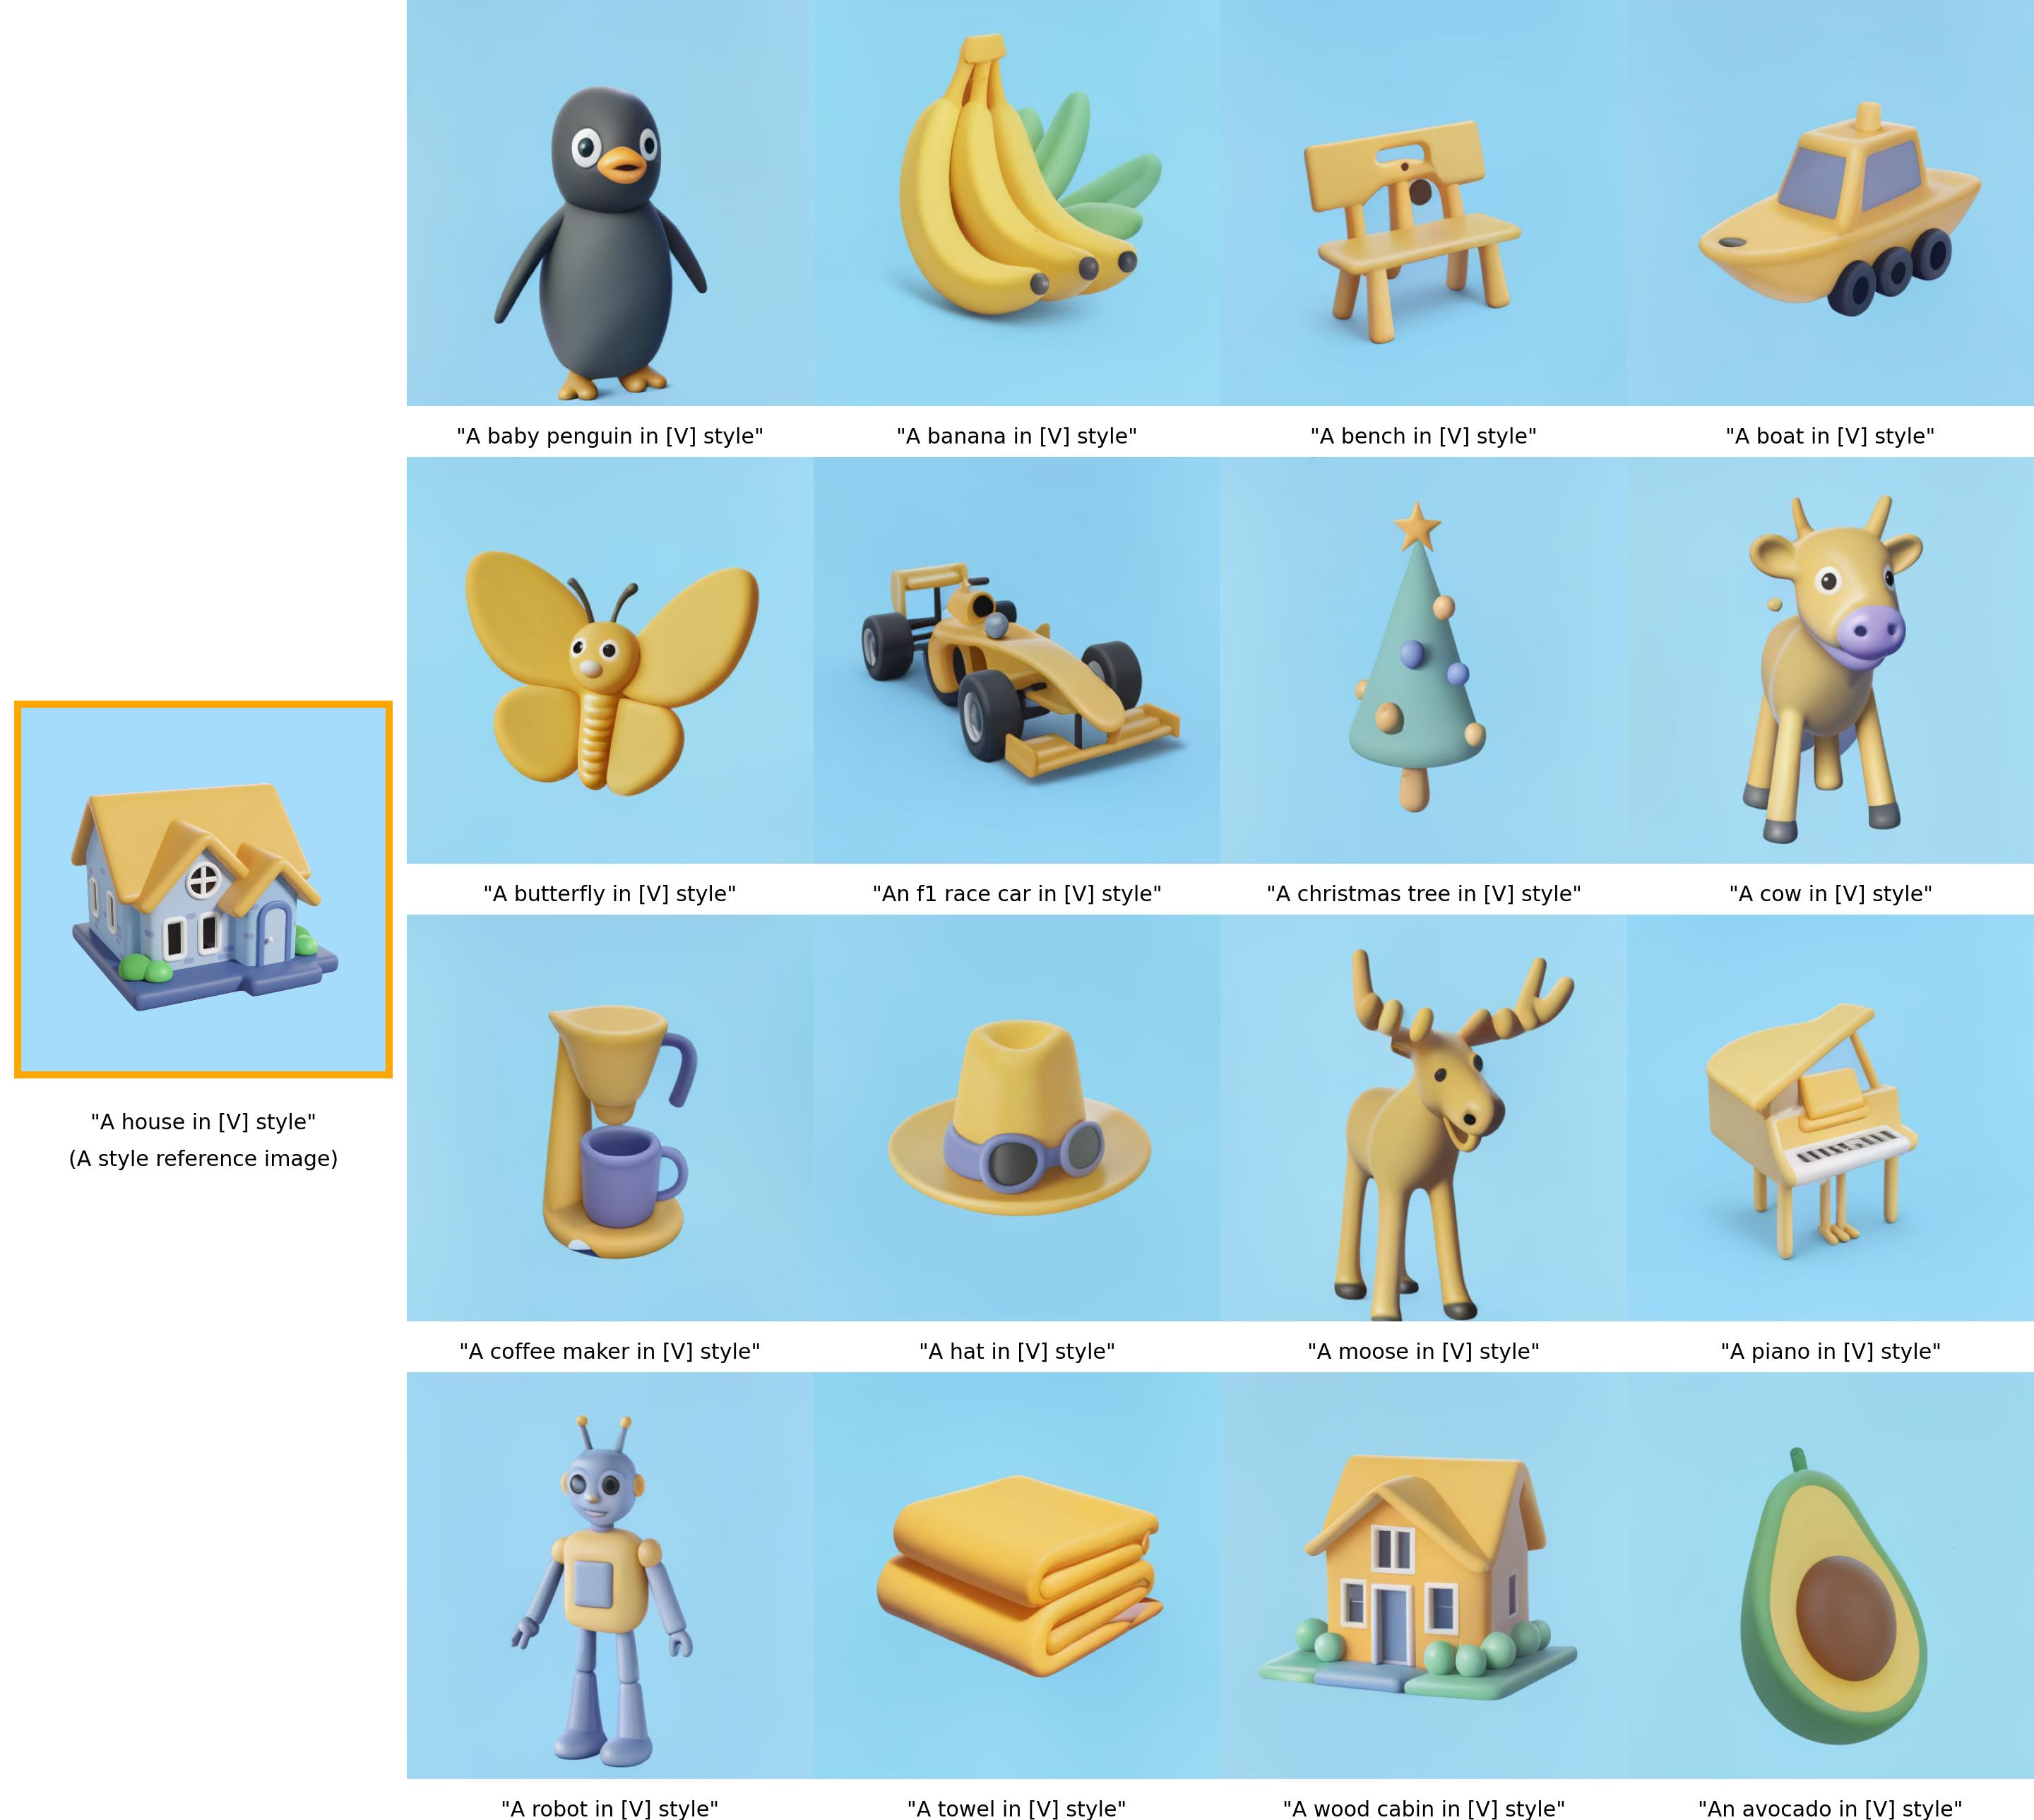 "A baby penguin in [V] style"
"A banana in [V] style"
"A bench in [V] style"
"A boat in [V] style"
"A butterfly in [V] style"
"An f1 race car in [V] style"
"A christmas tree in [V] style"
"A cow in [V] style"
"A house in [V] style"
(A style reference image)
"A coffee maker in [V] style"
"A hat in [V] style"
"A moose in [V] style"
"A piano in [V] style"
"A robot in [V] style"
"A towel in [V] style"
"A wood cabin in [V] style"
"An avocado in [V] style"